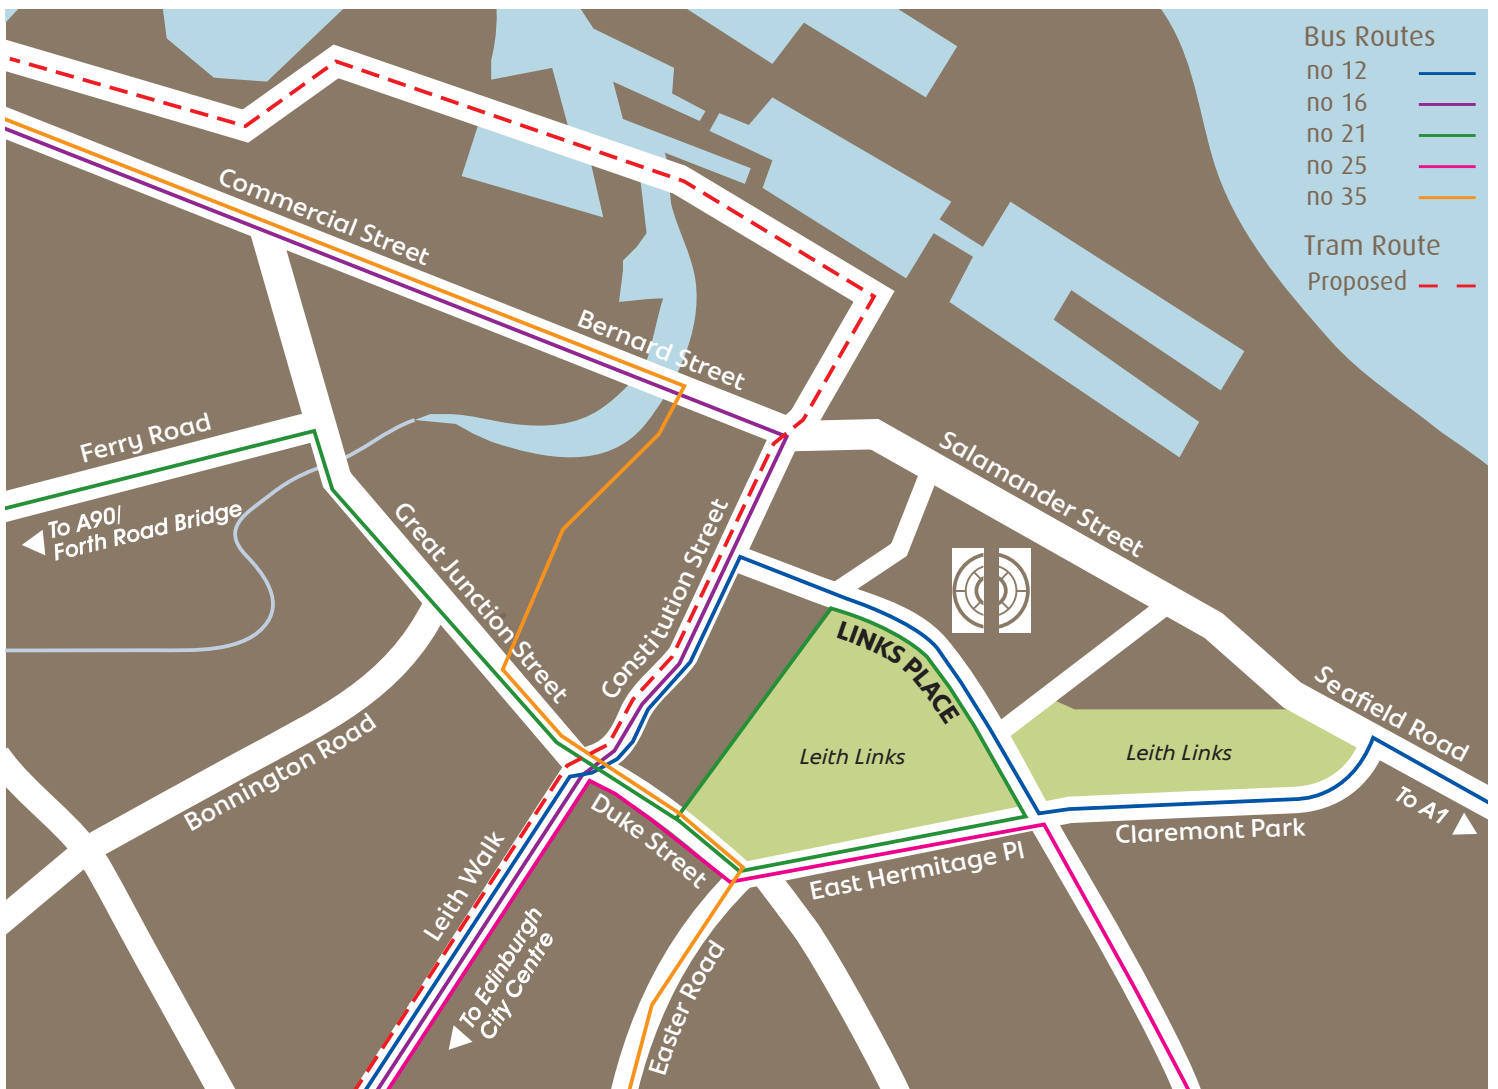 Bus Routes
no 12
no 16
no 21
no 25
no 35
Tram Route
Proposed
Commercial Street
Bernard Street
Ferry Road
To A90/
Forth Road Bridge
Great Junction Street
Constitution Street
Salamander Street
Seafield Road
To A1
LINKS PLACE
Leith Links
Leith Links
Claremont Park
East Hermitage Pl
Duke Street
Bonnington Road
Leith Walk
To Edinburgh
City Centre
Easter Road